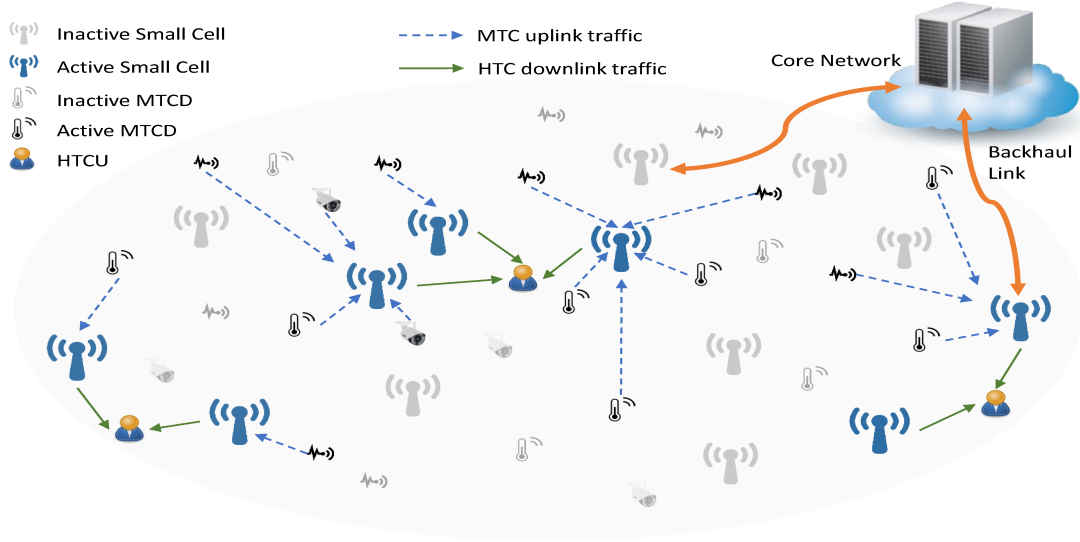 Inactive Small Cell
Active Small Cell
Inactive MTCD
Active MTCD
HTCU
MTC uplink traffic
HTC downlink traffic
Core Network
Backhaul
Link